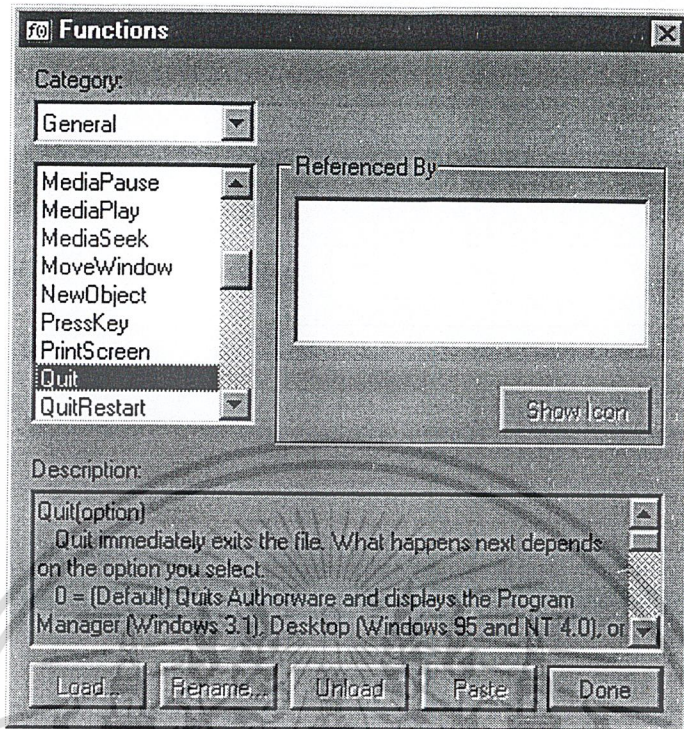 f() Functions
Category:
General
MediaPause
MediaPlay
MediaSeek
MoveWindow
NewObject
PressKey
PrintScreen
Quit
QuitRestart
Referenced By
Show Icon
Description:
Quit(option)
Quit immediately exits the file. What happens next depends
on the option you select.
0 = (Default) Quits Authorware and displays the Program
Manager (Windows 3.1), Desktop (Windows 95 and NT 4.0), or
Load...
Rename...
Unload
Paste
Done